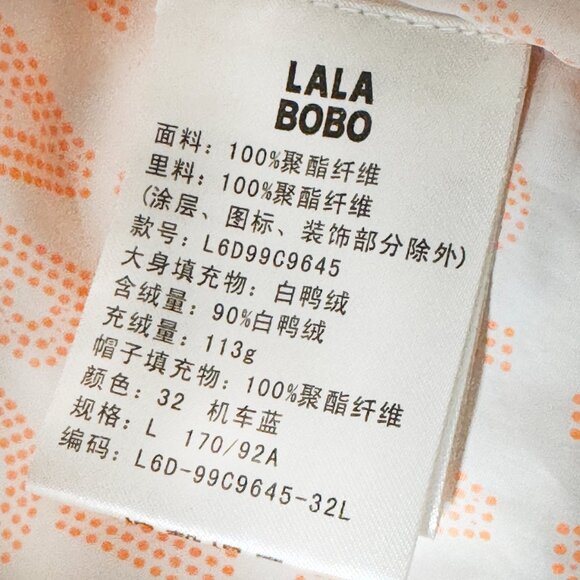 LALA
BOBO
面料：100%聚酯纤维
里料：100%聚酯纤维
(涂层、图标、装饰部分除外)
款号：L6D99C9645
大身填充物：白鸭绒
含绒量：90%白鸭绒
充绒量：113g
帽子填充物：100%聚酯纤维
颜色：32 机车蓝
规格：L 170/92A
编码：L6D-99C9645-32L